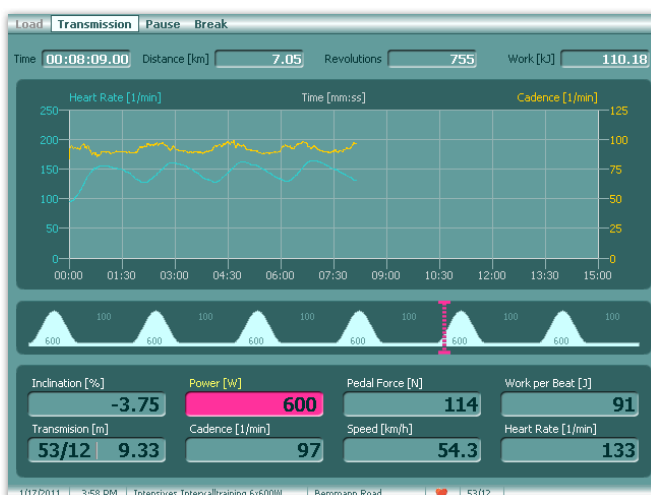 Load Transmission Pause Break
Time 00:08:09.00 Distance [km] 7.05 Revolutions 755 Work [kJ] 110.18
Heart Rate [1/min] Time [mm:ss] Cadence [1/min]
250 125
200 100
150 75
100 50
50 25
0 0
00:00 01:30 03:00 04:30 06:00 07:30 09:00 10:30 12:00 13:30 15:00
100 100 100 100 100 100
600 600 600 600 600 600
Inclination [%] Power [W] Pedal Force [N] Work per Beat [J]
-3.75 600 114 91
Transmision [m] Cadence [1/min] Speed [km/h] Heart Rate [1/min]
53/12 9.33 97 54.3 133
1/17/2011 3:58 PM Intensives Intervalltraining 6x600W Bergmann Road 53/12